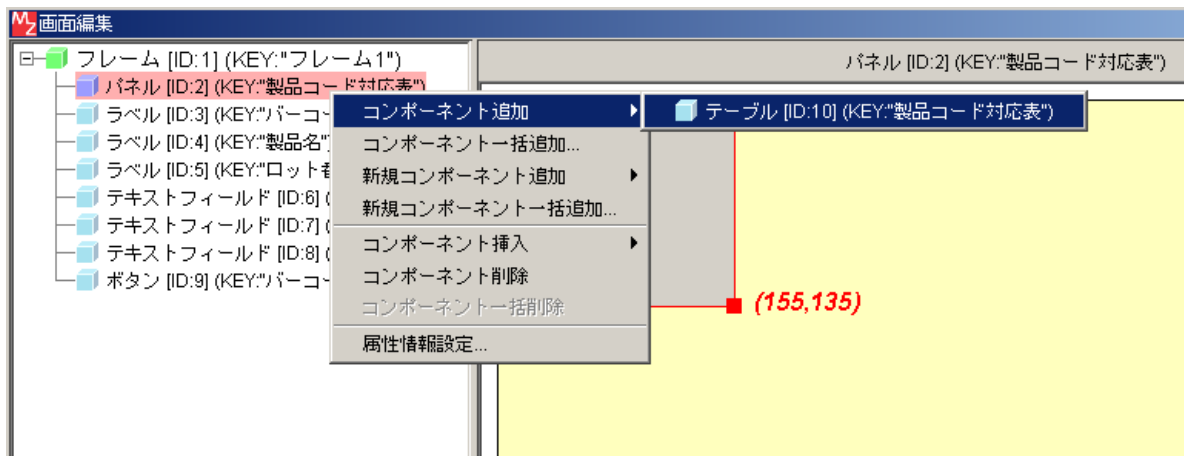 MZ 画面編集
フレーム [ID:1] (KEY:"フレーム1")
パネル [ID:2] (KEY:"製品コード対応表")
ラベル [ID:3] (KEY:"バーコー
ラベル [ID:4] (KEY:"製品名"
ラベル [ID:5] (KEY:"ロット
テキストフィールド [ID:6] (
テキストフィールド [ID:7] (
テキストフィールド [ID:8] (
ボタン [ID:9] (KEY:"バーコー
コンポーネント追加
コンポーネント一括追加...
新規コンポーネント追加
新規コンポーネント一括追加...
コンポーネント挿入
コンポーネント削除
コンポーネント一括削除
属性情報設定...
テーブル [ID:10] (KEY:"製品コード対応表")
パネル [ID:2] (KEY:"製品コード対応表")
(155,135)